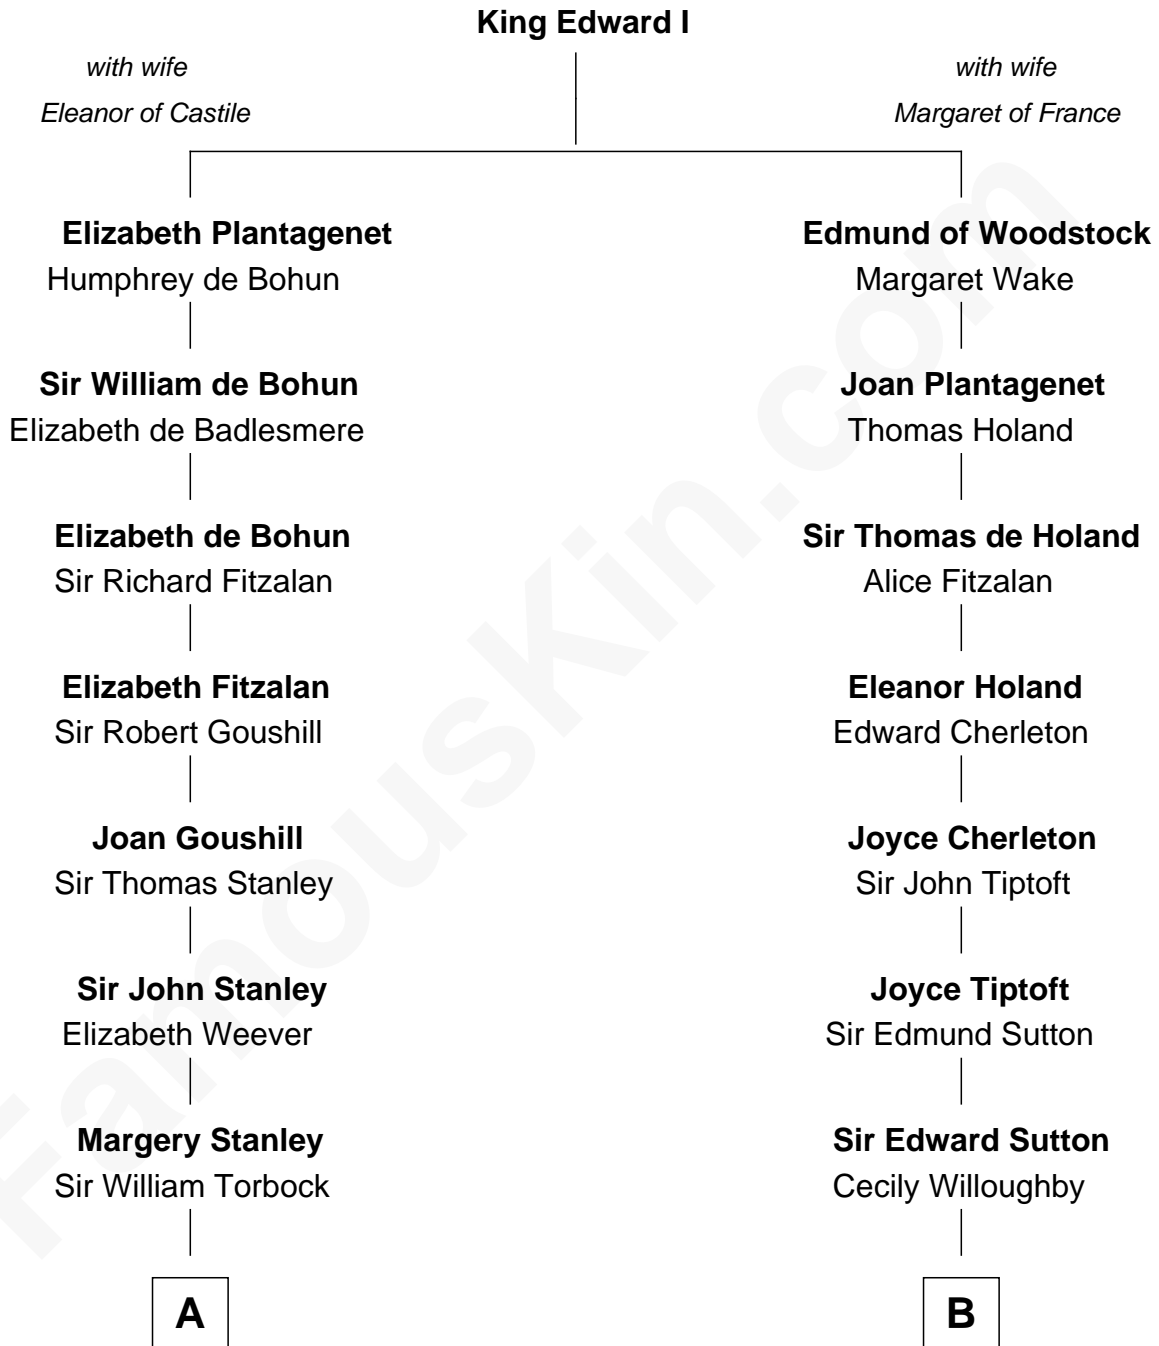 King Edward I
with wife
Eleanor of Castile
with wife
Margaret of France
Elizabeth Plantagenet
Humphrey de Bohun
Edmund of Woodstock
Margaret Wake
Sir William de Bohun
Elizabeth de Badlesmere
Joan Plantagenet
Thomas Holand
Elizabeth de Bohun
Sir Richard Fitzalan
Sir Thomas de Holand
Alice Fitzalan
Elizabeth Fitzalan
Sir Robert Goushill
Eleanor Holand
Edward Cherleton
Joan Goushill
Sir Thomas Stanley
Joyce Cherleton
Sir John Tiptoft
Sir John Stanley
Elizabeth Weever
Joyce Tiptoft
Sir Edmund Sutton
Margery Stanley
Sir William Torbock
Sir Edward Sutton
Cecily Willoughby
A
B
FamousKin.com